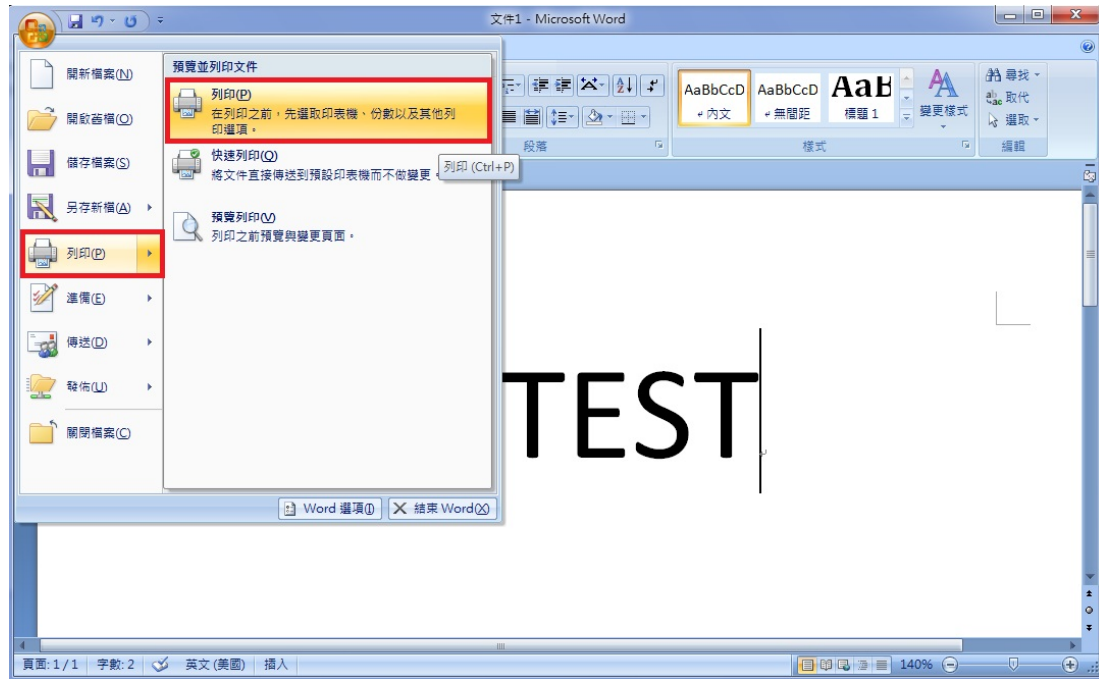 文件1 - Microsoft Word
開新檔案(N)
開啟舊檔(O)
儲存檔案(S)
另存新檔(A)
列印(P)
準備(E)
傳送(D)
發佈(U)
關閉檔案(C)
預覽並列印文件
列印(P)
在列印之前，先選取印表機、份數以及其他列
印選項。
快速列印(Q)
將文件直接傳送到預設印表機而不做變更。
預覽列印(V)
列印之前預覽與變更頁面。
列印 (Ctrl+P)
Word 選項(I)
結束 Word(X)
AaBbCcD
內文
AaBbCcD
無間距
AaB
標題 1
變更樣式
尋找
取代
選取
段落
樣式
編輯
TEST
頁面: 1 / 1
字數: 2
英文 (美國)
插入
140%